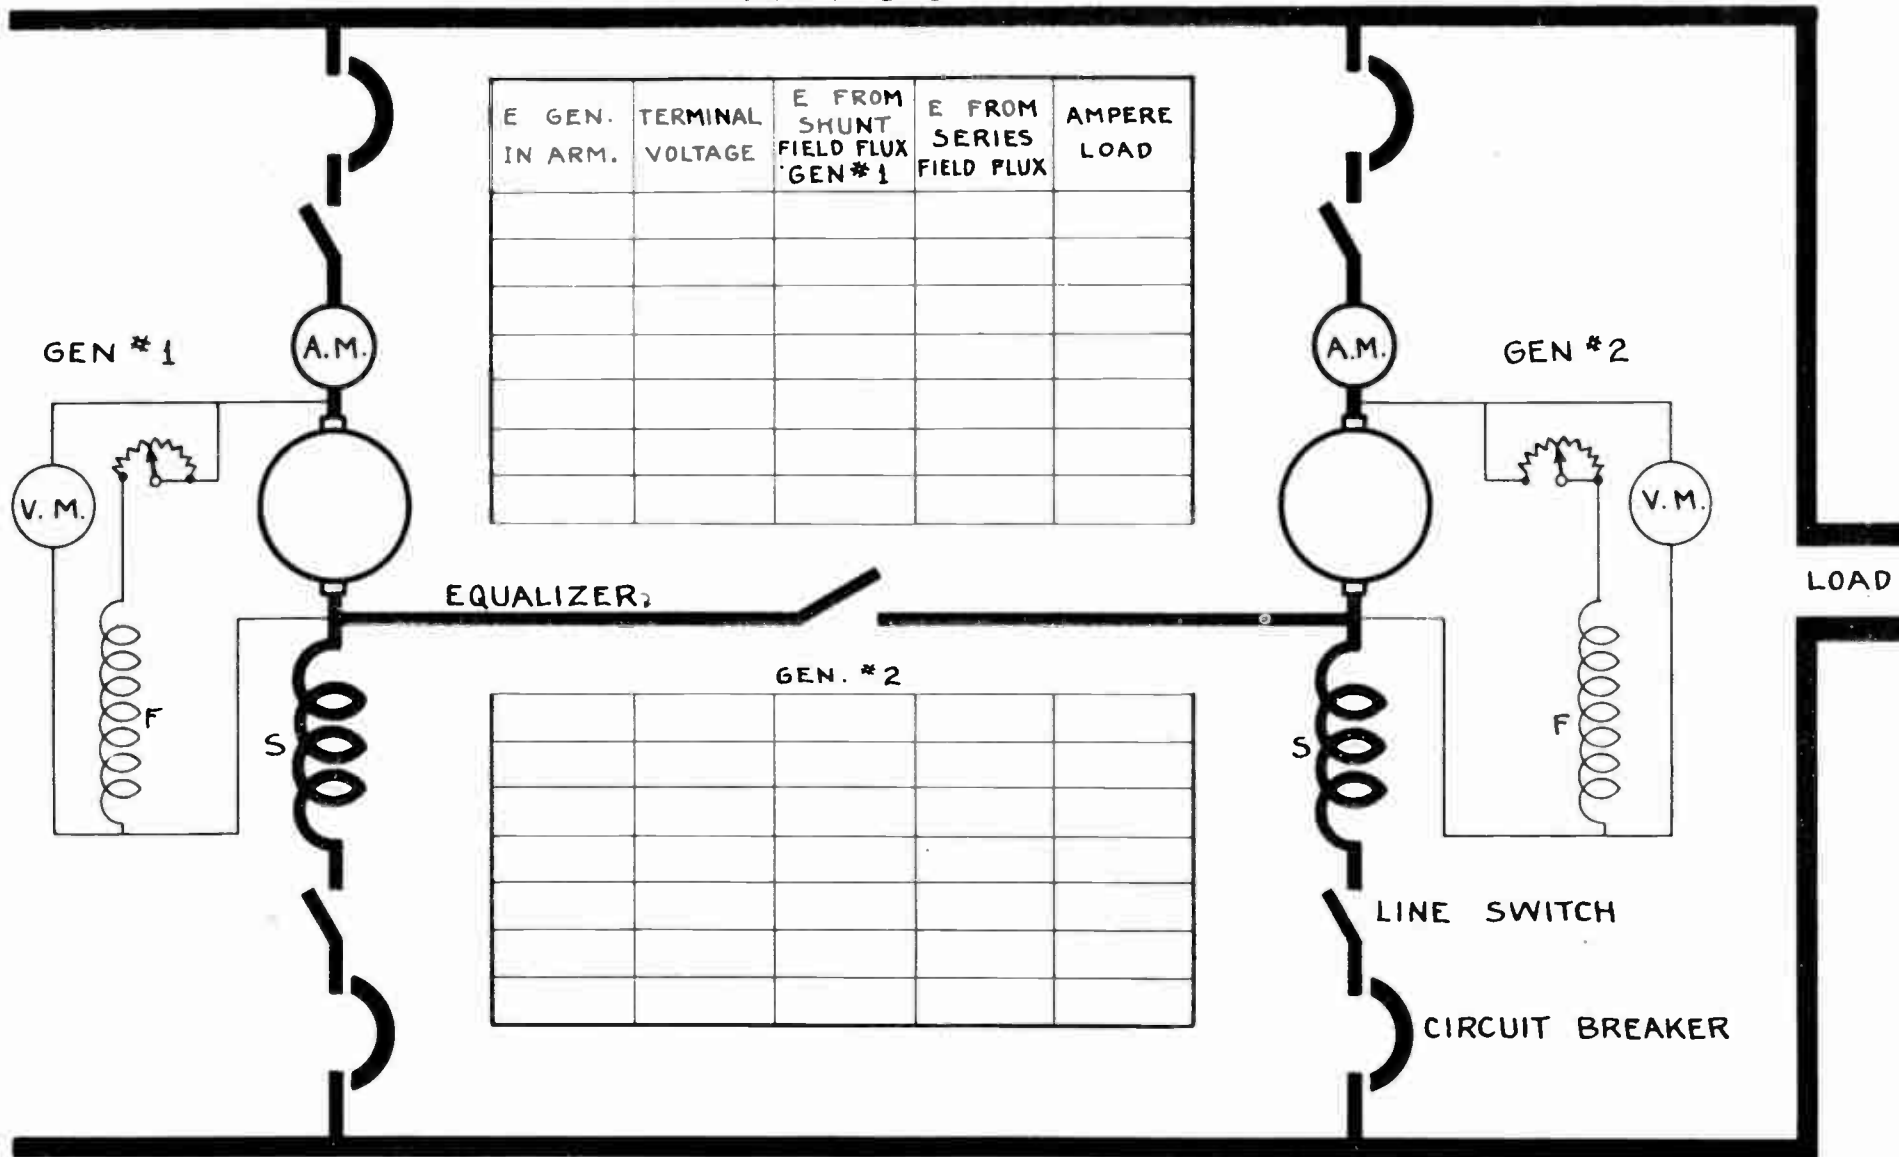 E GEN.
IN ARM.
TERMINAL
VOLTAGE
E FROM
SHUNT
FIELD FLUX
GEN #1
E FROM
SERIES
FIELD FLUX
AMPERE
LOAD
GEN #1
A.M.
A.M.
GEN #2
V.M.
V.M.
EQUALIZER
LOAD
GEN. #2
F
S
S
F
LINE SWITCH
CIRCUIT BREAKER